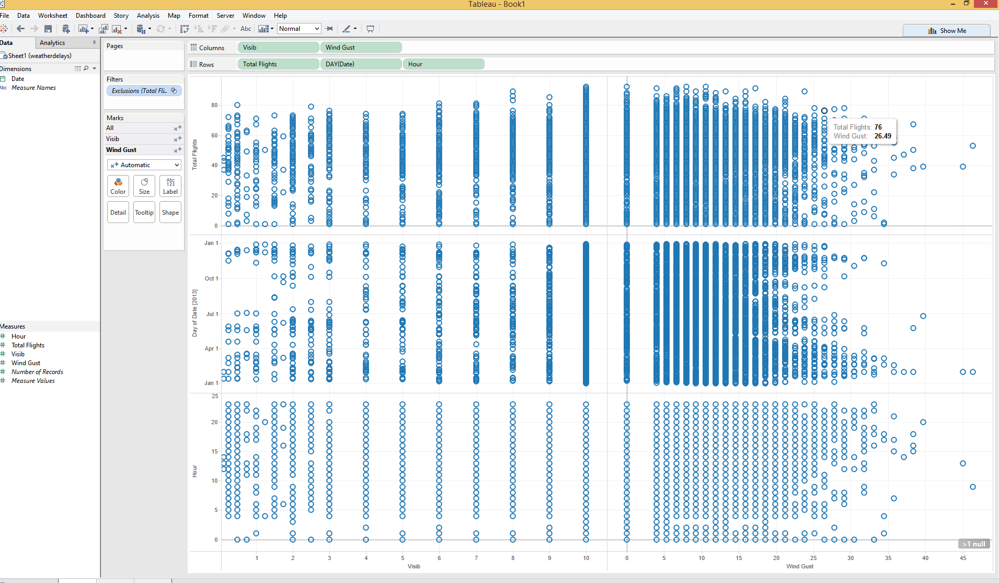 Tableau - Book1
File Data Worksheet Dashboard Story Analysis Map Format Server Window Help
Abc Normal Show Me
Data Analytics
Sheet1 (weatherdelays)
Dimensions
Date
Abc Measure Names
Measures
Hour
Total Flights
Visib
Wind Gust
Number of Records
Measure Values
Pages
Filters
Exclusions (Total Fli..
Marks
All
Visib
Wind Gust
Automatic
Color Size Abc 123 Label
Detail Tooltip Shape
Columns Visib Wind Gust
Rows Total Flights DAY(Date) Hour
Total Flights
80
60
40
20
0
Total Flights: 76
Wind Gust: 26.49
Day of Date [2013]
Jan 1
Oct 1
Jul 1
Apr 1
Jan 1
Hour
25
20
15
10
5
0
>1 null
1 2 3 4 5 6 7 8 9 10 0 5 10 15 20 25 30 35 40 45
Visib Wind Gust